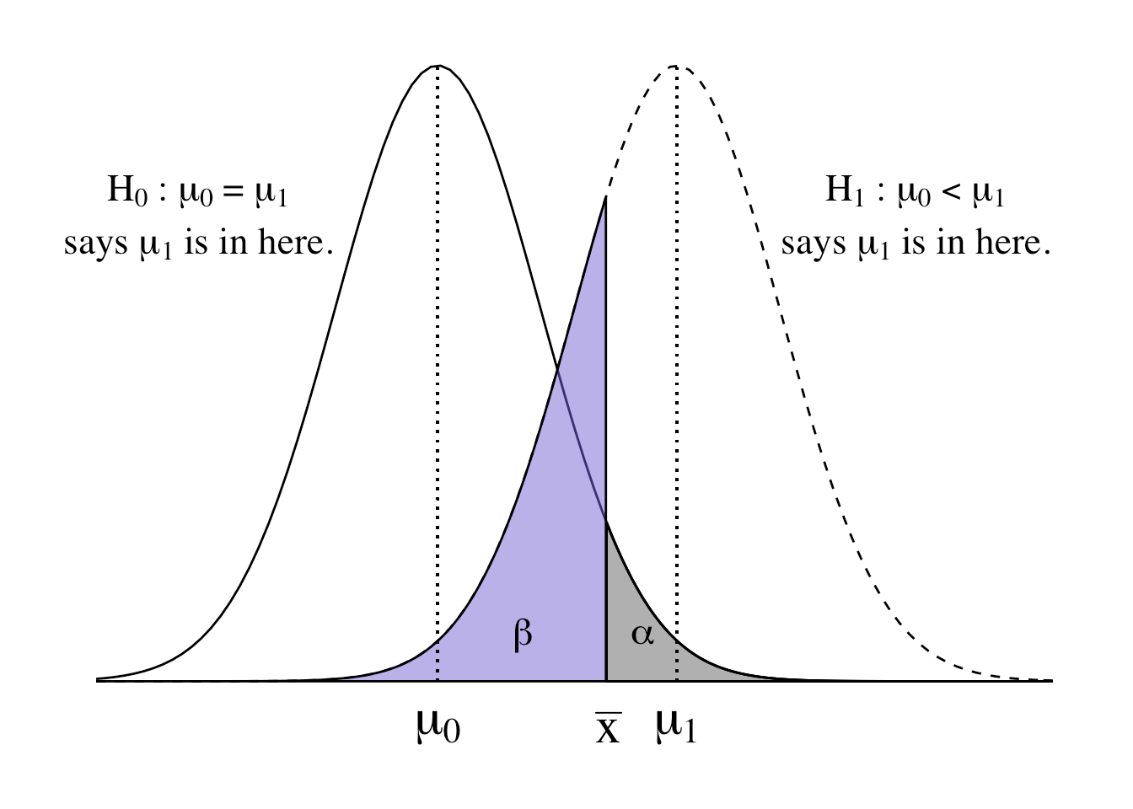 H₀ : μ₀ = μ₁
says μ₁ is in here.
H₁ : μ₀ < μ₁
says μ₁ is in here.
β
α
μ₀
x̅
μ₁